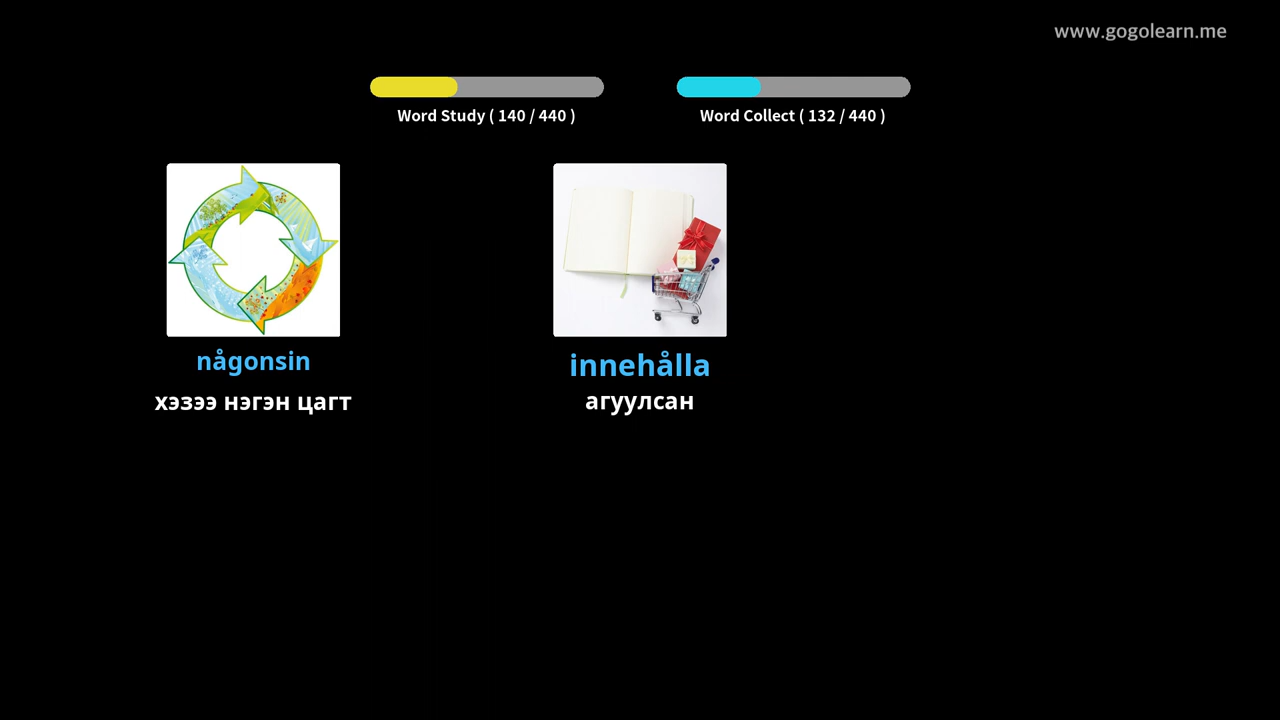 www.gogolearn.me
Word Study ( 140 / 440 )
Word Collect ( 132 / 440 )
någonsin
хэзээ нэгэн цагт
innehålla
агуулсан